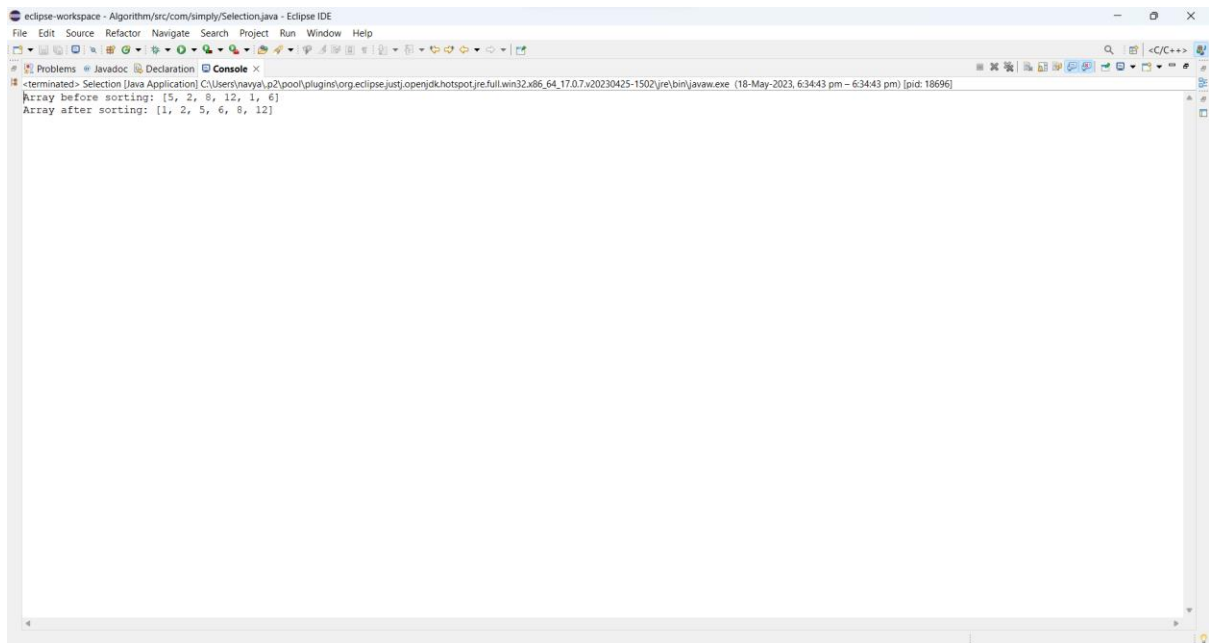 eclipse-workspace - Algorithm/src/com/simply/Selection.java - Eclipse IDE
File Edit Source Refactor Navigate Search Project Run Window Help
<C/C++>
Problems Javadoc Declaration Console
<terminated> Selection [Java Application] C:\Users\navya\.p2\pool\plugins\org.eclipse.justj.openjdk.hotspot.jre.full.win32.x86_64_17.0.7.v20230425-1502\jre\bin\javaw.exe (18-May-2023, 6:34:43 pm – 6:34:43 pm) [pid: 18696]
Array before sorting: [5, 2, 8, 12, 1, 6]
Array after sorting: [1, 2, 5, 6, 8, 12]